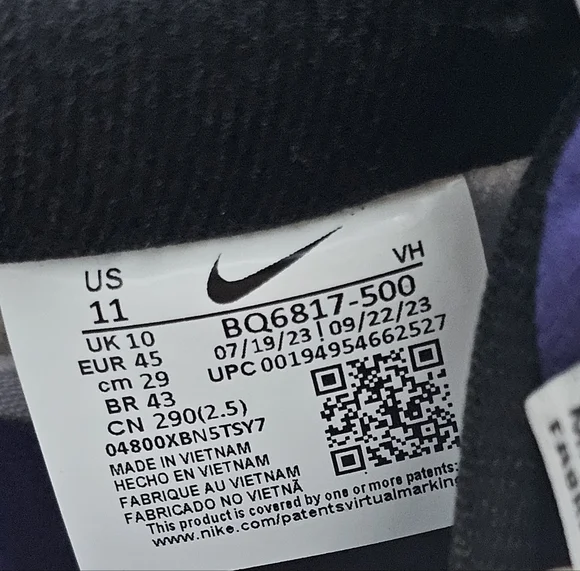 US
11
VH
BQ6817-500
07/19/23 | 09/22/23
UPC 00194954662527
UK 10
EUR 45
cm 29
BR 43
CN 290(2.5)
04800XBN5TSY7
MADE IN VIETNAM
HECHO EN VIETNAM
FABRIQUE AU VIETNAM
FABRICADO NO VIETNÃ
This product is covered by one or more patents:
www.nike.com/patentsvirtualmarking